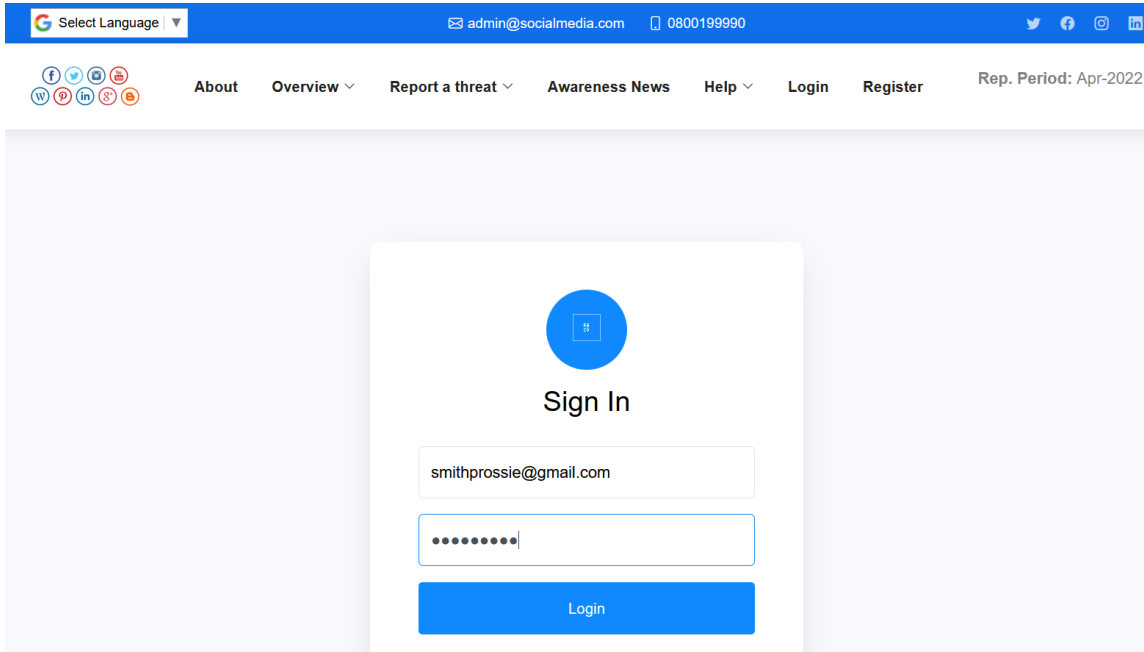 Select Language ▼
admin@socialmedia.com 0800199990
About Overview Report a threat Awareness News Help Login Register Rep. Period: Apr-2022
Sign In
smithprossie@gmail.com
•••••••••
Login